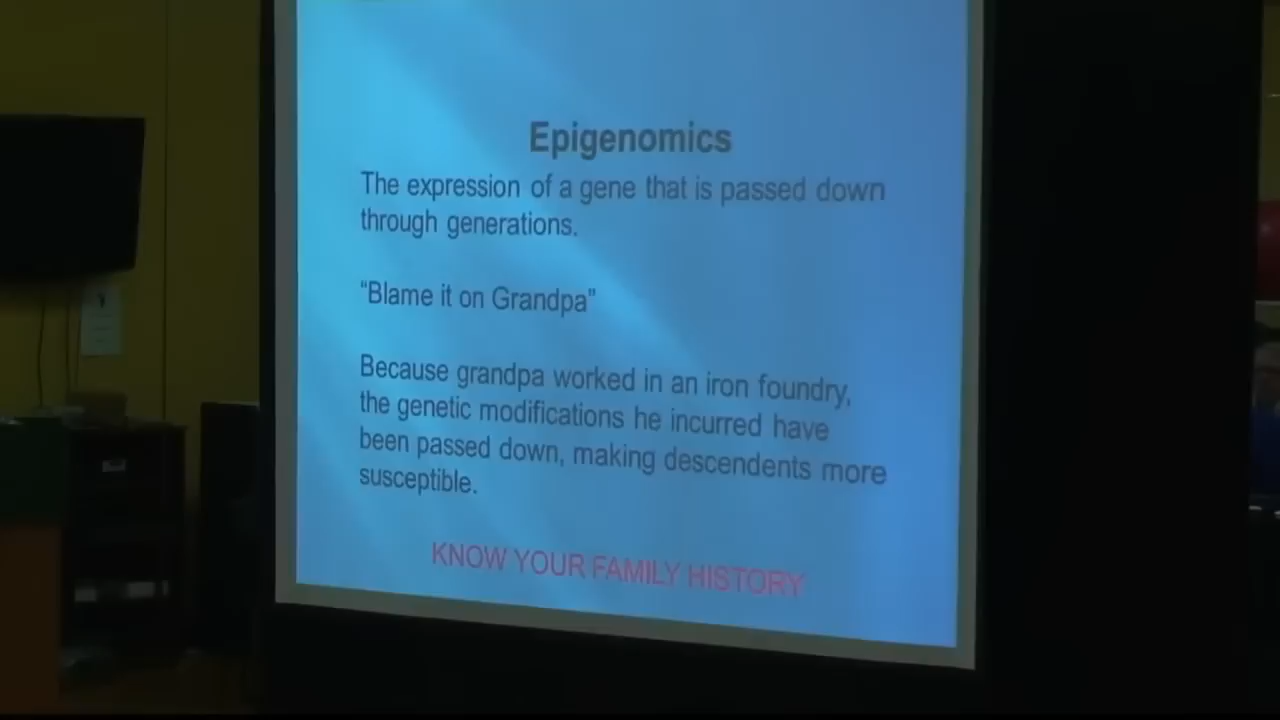 Epigenomics
The expression of a gene that is passed down
through generations.
“Blame it on Grandpa”
Because grandpa worked in an iron foundry,
the genetic modifications he incurred have
been passed down, making descendents more
susceptible.
KNOW YOUR FAMILY HISTORY